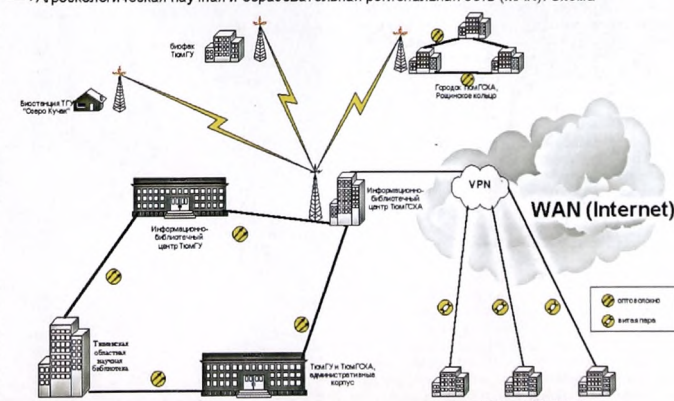 биофак
ТюмГУ
Биостанция ТГУ
"Озеро Кучак"
Городок ТюмГСХА,
Рощинское кольцо
Информационно-
библиотечный
центр ТюмГСХА
VPN
WAN (Internet)
Информационно-
библиотечный
центр ТюмГУ
оптоволокно
витая пара
Тюменская
областная
научная
библиотека
ТюмГУ и ТюмГСХА,
административные
корпус